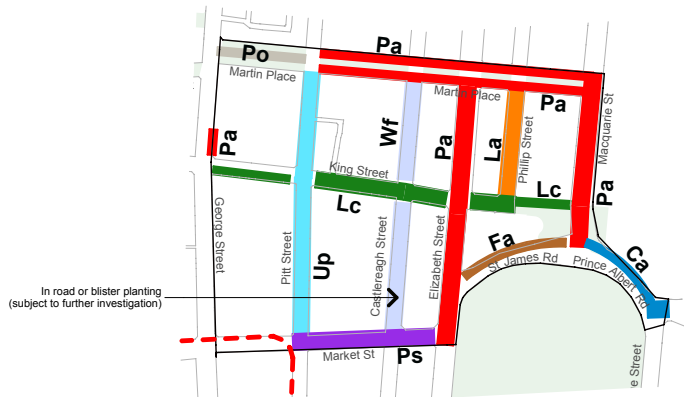 Pa
Po
Martin Place
Martin Place
Pa
Macquarie St
Wf
Pa
La
Phillip Street
Pa
King Street
Lc
Lc
Pa
George Street
Pitt Street
Up
Castlereagh Street
Elizabeth Street
Fa
St James Rd
Prince Albert Rd
Ca
In road or blister planting
(subject to further investigation)
Market St
Ps
e Street